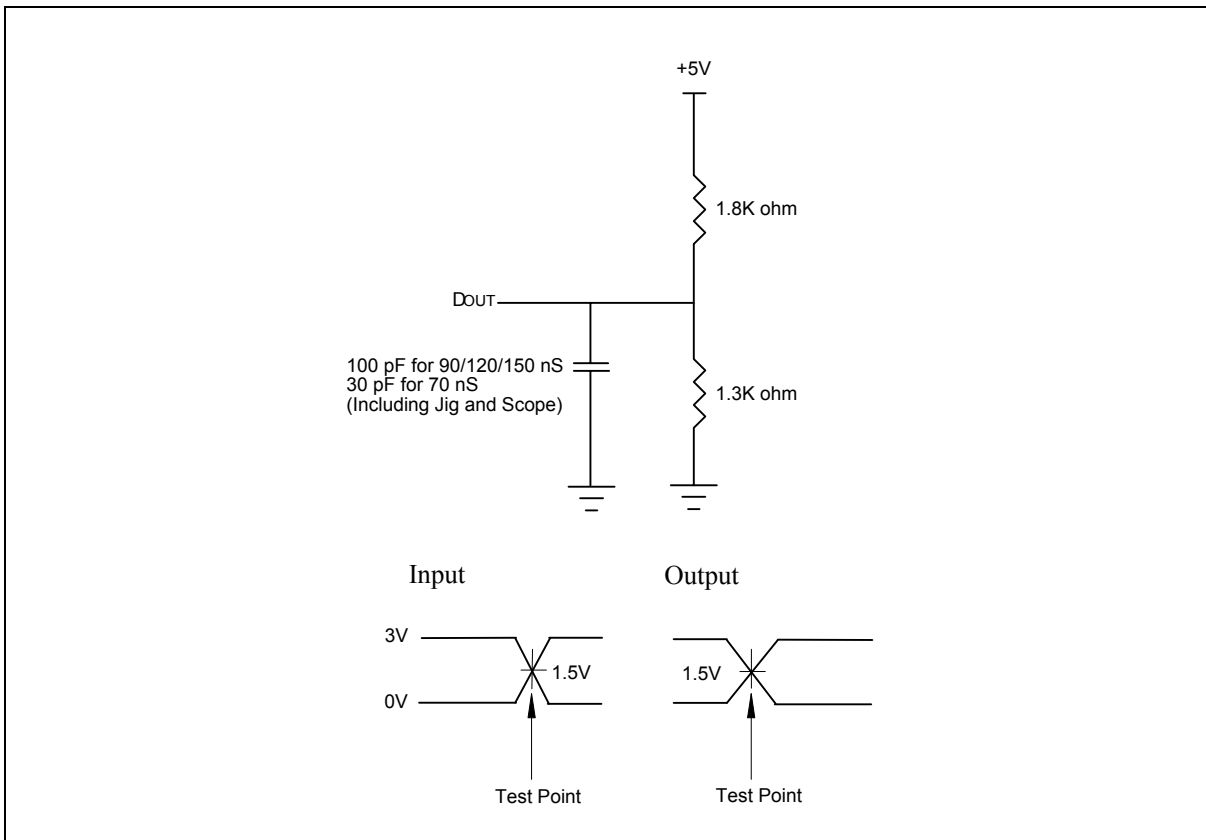 +5V
1.8K ohm
DOUT
100 pF for 90/120/150 nS
30 pF for 70 nS
(Including Jig and Scope)
1.3K ohm
Input
Output
3V
1.5V
1.5V
0V
Test Point
Test Point